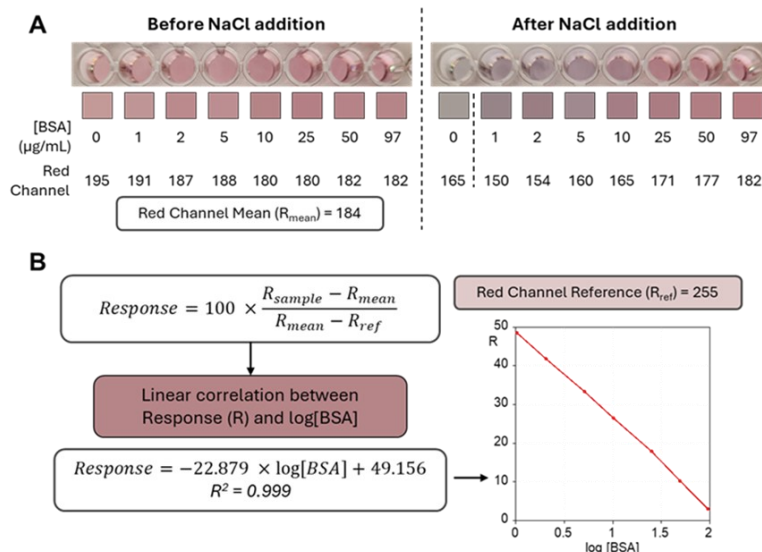 A
Before NaCl addition
After NaCl addition
[BSA] (µg/mL) 0 1 2 5 10 25 50 97 0 1 2 5 10 25 50 97
Red Channel 195 191 187 188 180 180 182 182 165 150 154 160 165 171 177 182
Red Channel Mean (Rmean) = 184
B
Response = 100 × (Rsample − Rmean) / (Rmean − Rref)
Red Channel Reference (Rref) = 255
Linear correlation between
Response (R) and log[BSA]
Response = −22.879 × log[BSA] + 49.156
R² = 0.999
50
R
40
30
20
10
0
0 0.5 1 1.5 2
log [BSA]